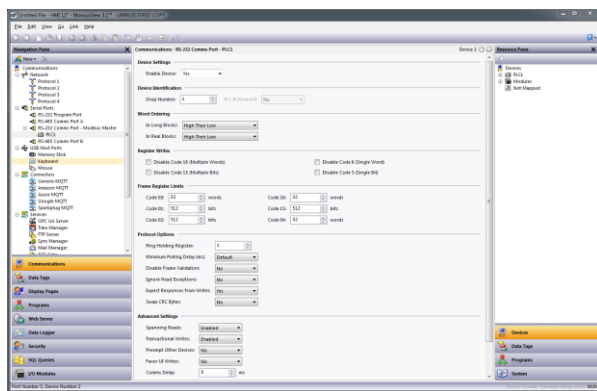 Untitled File - HMI 12" - MonsuView 3.1™ - UNREGISTERED COPY
File Edit View Go Link Help
Navigation Pane
New
Communications
Network
Protocol 1
Protocol 2
Protocol 3
Protocol 4
Serial Ports
RS-232 Program Port
RS-485 Comms Port A
RS-232 Comms Port - Modbus Master
PLC1
RS-485 Comms Port B
USB Host Ports
Memory Stick
Keyboard
Mouse
Connectors
Generic MQTT
Amazon MQTT
Azure MQTT
Google MQTT
Sparkplug MQTT
Services
OPC UA Server
Time Manager
FTP Server
Sync Manager
Mail Manager
Communications
Data Tags
Display Pages
Programs
Web Server
Data Logger
Security
SQL Queries
I/O Modules
Port Number 3, Device Number 2
Communications - RS-232 Comms Port - PLC1
Device 2
Device Settings
Enable Device: Yes
Device Identification
Drop Number: 1 PLC Instrument: No
Word Ordering
In Long Blocks: High Then Low
In Real Blocks: High Then Low
Register Writes
Disable Code 16 (Multiple Words) Disable Code 6 (Single Word)
Disable Code 15 (Multiple Bits) Disable Code 5 (Single Bit)
Frame Register Limits
Code 03: 32 words Code 16: 32 words
Code 01: 512 bits Code 15: 512 bits
Code 02: 512 bits Code 04: 32 words
Protocol Options
Ping Holding Register: 1
Minimum Polling Delay (ms): Default
Disable Frame Validation: No
Ignore Read Exceptions: No
Expect Responses from Writes: Yes
Swap CRC Bytes: No
Advanced Settings
Spanning Reads: Enabled
Transactional Writes: Enabled
Preempt Other Devices: No
Favor UI Writes: No
Comms Delay: 0 ms
Resource Pane
Devices
PLC1
Modules
Not Mapped
Devices
Data Tags
Programs
System
NUM